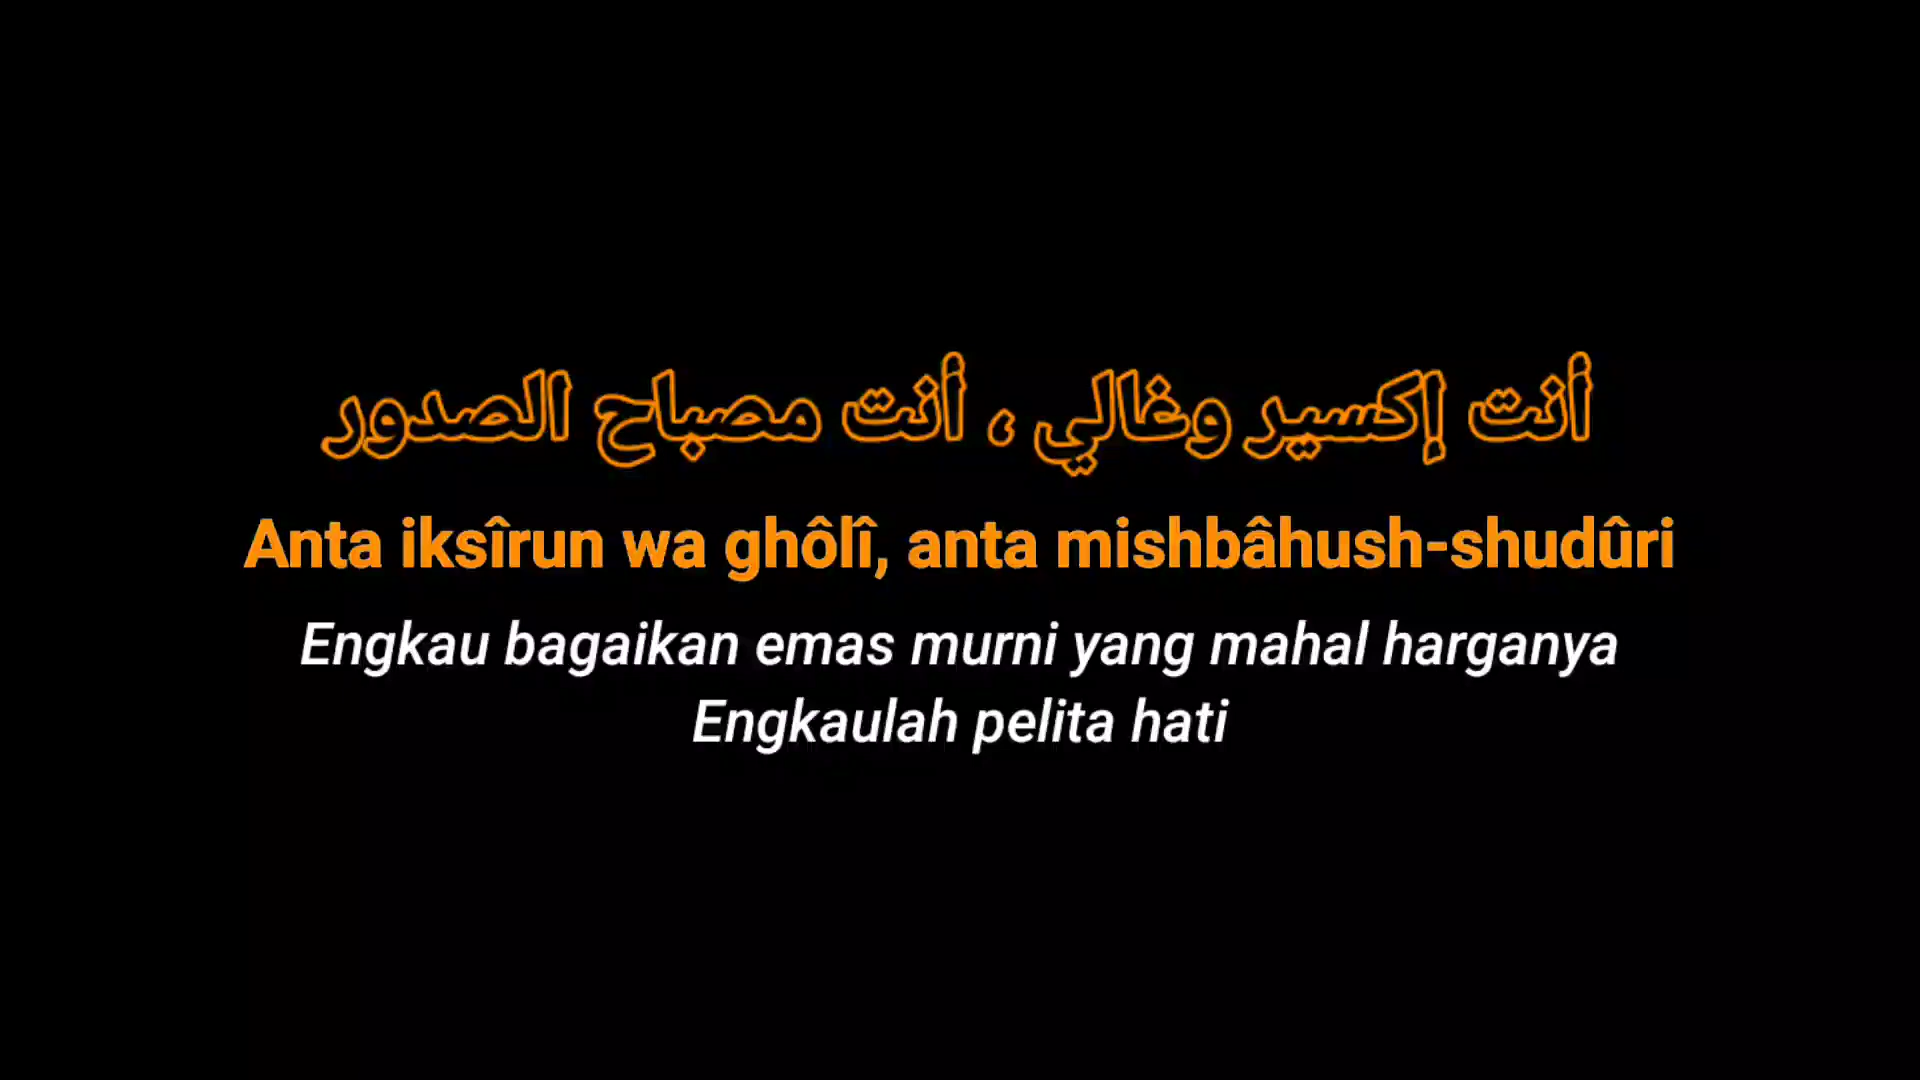 أنت إكسير وغالي ، أنت مصباح الصدور
Anta iksîrun wa ghôlî, anta mishbâhush-shudûri
Engkau bagaikan emas murni yang mahal harganya
Engkaulah pelita hati